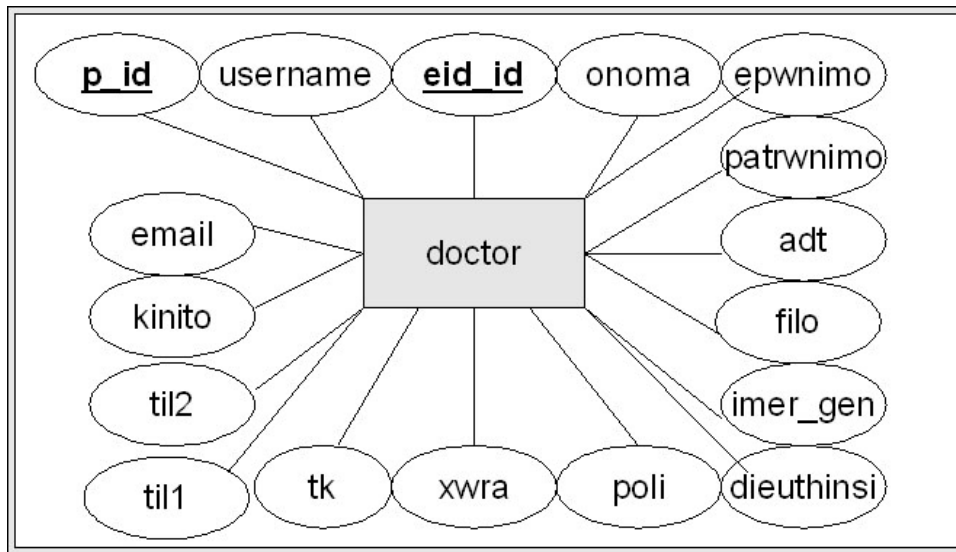 p_id username eid_id onoma epwnimo
patrwnimo
email doctor adt
kinito filo
til2 imer_gen
til1 tk xwra poli dieuthinsi